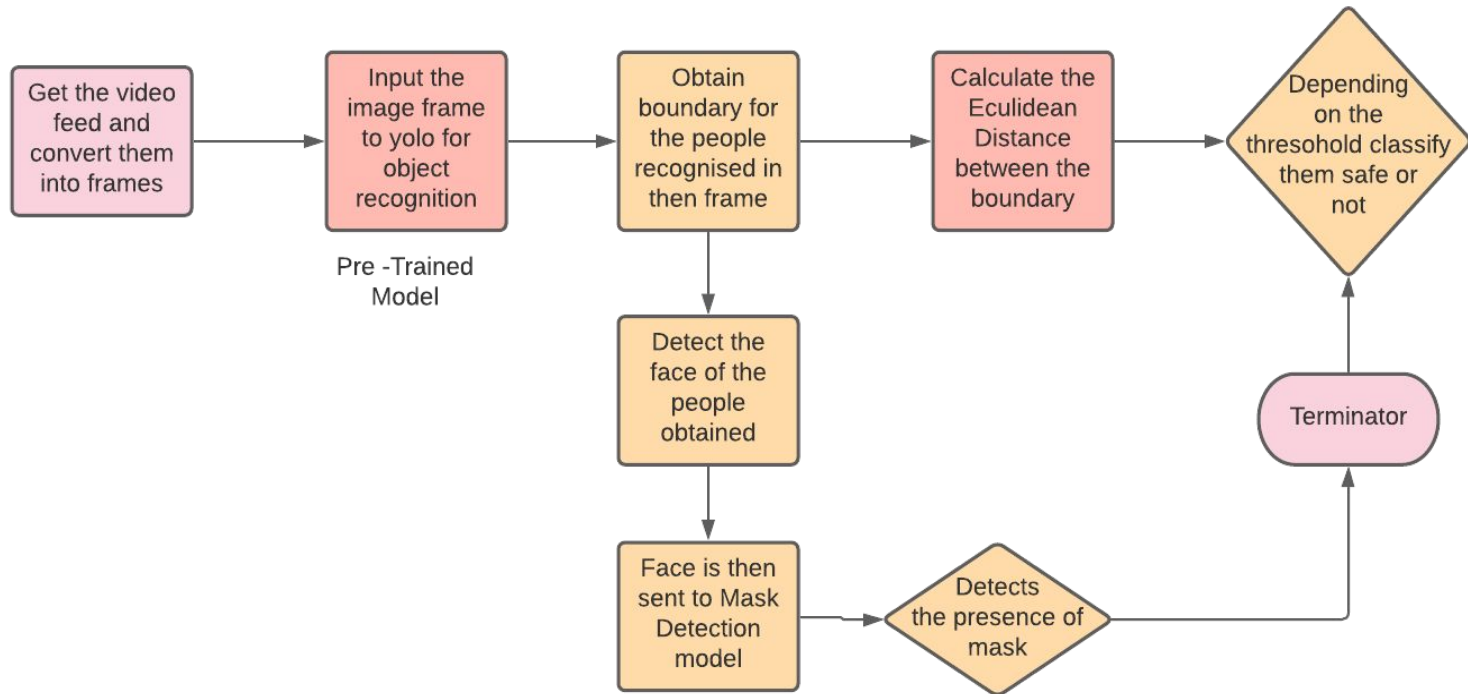 Get the video
feed and
convert them
into frames
Input the
image frame
to yolo for
object
recognition
Pre -Trained
Model
Obtain
boundary for
the people
recognised in
then frame
Calculate the
Eculidean
Distance
between the
boundary
Depending
on the
thresohold classify
them safe or
not
Detect the
face of the
people
obtained
Terminator
Face is then
sent to Mask
Detection
model
Detects
the presence of
mask